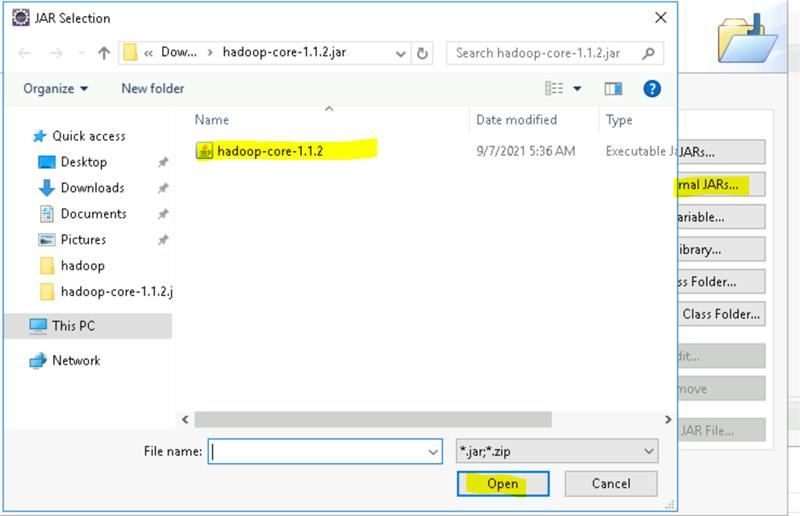 JAR Selection
« Dow... > hadoop-core-1.1.2.jar
Search hadoop-core-1.1.2.jar
Organize
New folder
Name
Date modified
Type
Quick access
Desktop
Downloads
Documents
Pictures
hadoop
hadoop-core-1.1.2.j
This PC
Network
hadoop-core-1.1.2
9/7/2021 5:36 AM
Executable Ja
JARs...
rnal JARs...
ariable...
ibrary...
ss Folder...
Class Folder...
dit...
move
JAR File...
File name:
*.jar;*.zip
Open
Cancel